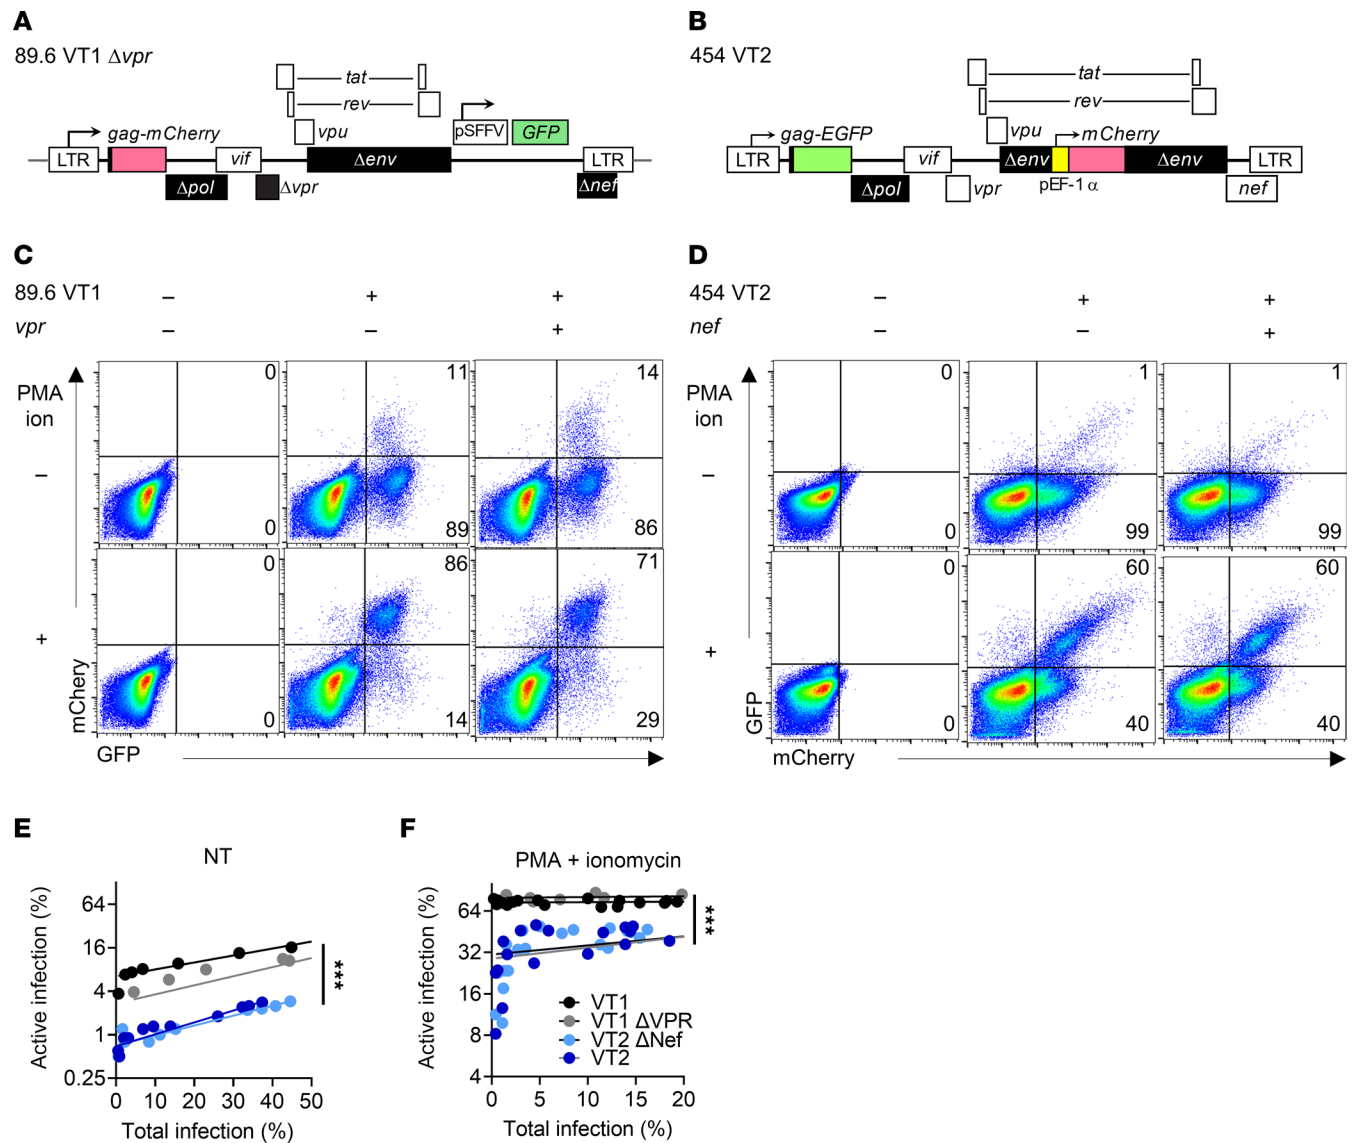 A
89.6 VT1 Δvpr
tat
rev
vpu
gag-mCherry
pSFFV
GFP
LTR
vif
Δenv
LTR
Δpol
Δvpr
Δnef
B
454 VT2
tat
rev
vpu
gag-EGFP
mCherry
LTR
vif
Δenv
Δenv
LTR
Δpol
vpr
pEF-1 α
nef
C
89.6 VT1 – + +
vpr – – +
PMA
ion
–
+
0
0
11
89
14
86
0
0
86
14
71
29
mChery
GFP
D
454 VT2 – + +
nef – – +
PMA
ion
–
+
0
0
1
99
1
99
0
0
60
40
60
40
GFP
mCherry
E
NT
Active infection (%)
64
16
4
1
0.25
0 10 20 30 40 50
Total infection (%)
***
F
PMA + ionomycin
Active infection (%)
64
32
16
8
4
0 5 10 15 20
Total infection (%)
***
VT1
VT1 ΔVPR
VT2 ΔNef
VT2